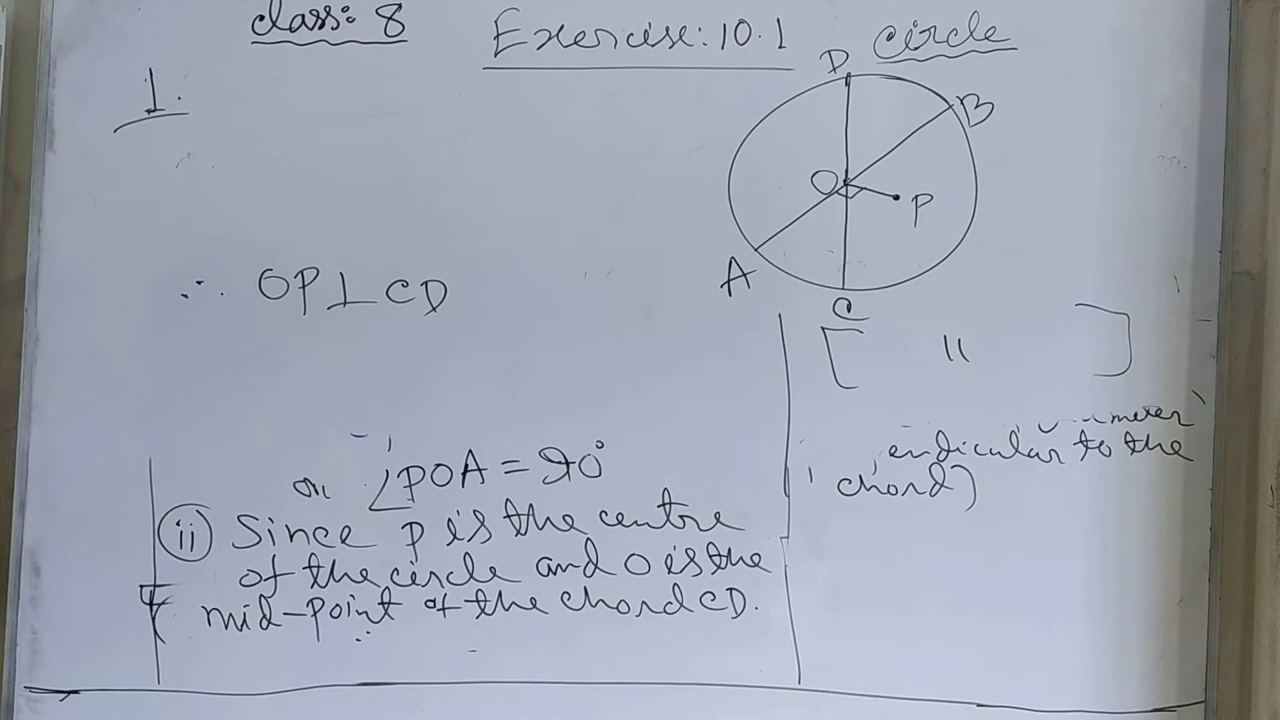 class: 8
Exercise: 10.1
circle
1.
D
B
O
P
A
C
∴ OP⊥CD
[ " ]
endicular to the
chord)
or ∠POA = 90°
(ii) Since P is the centre
of the circle and O is the
mid-point of the chord CD.